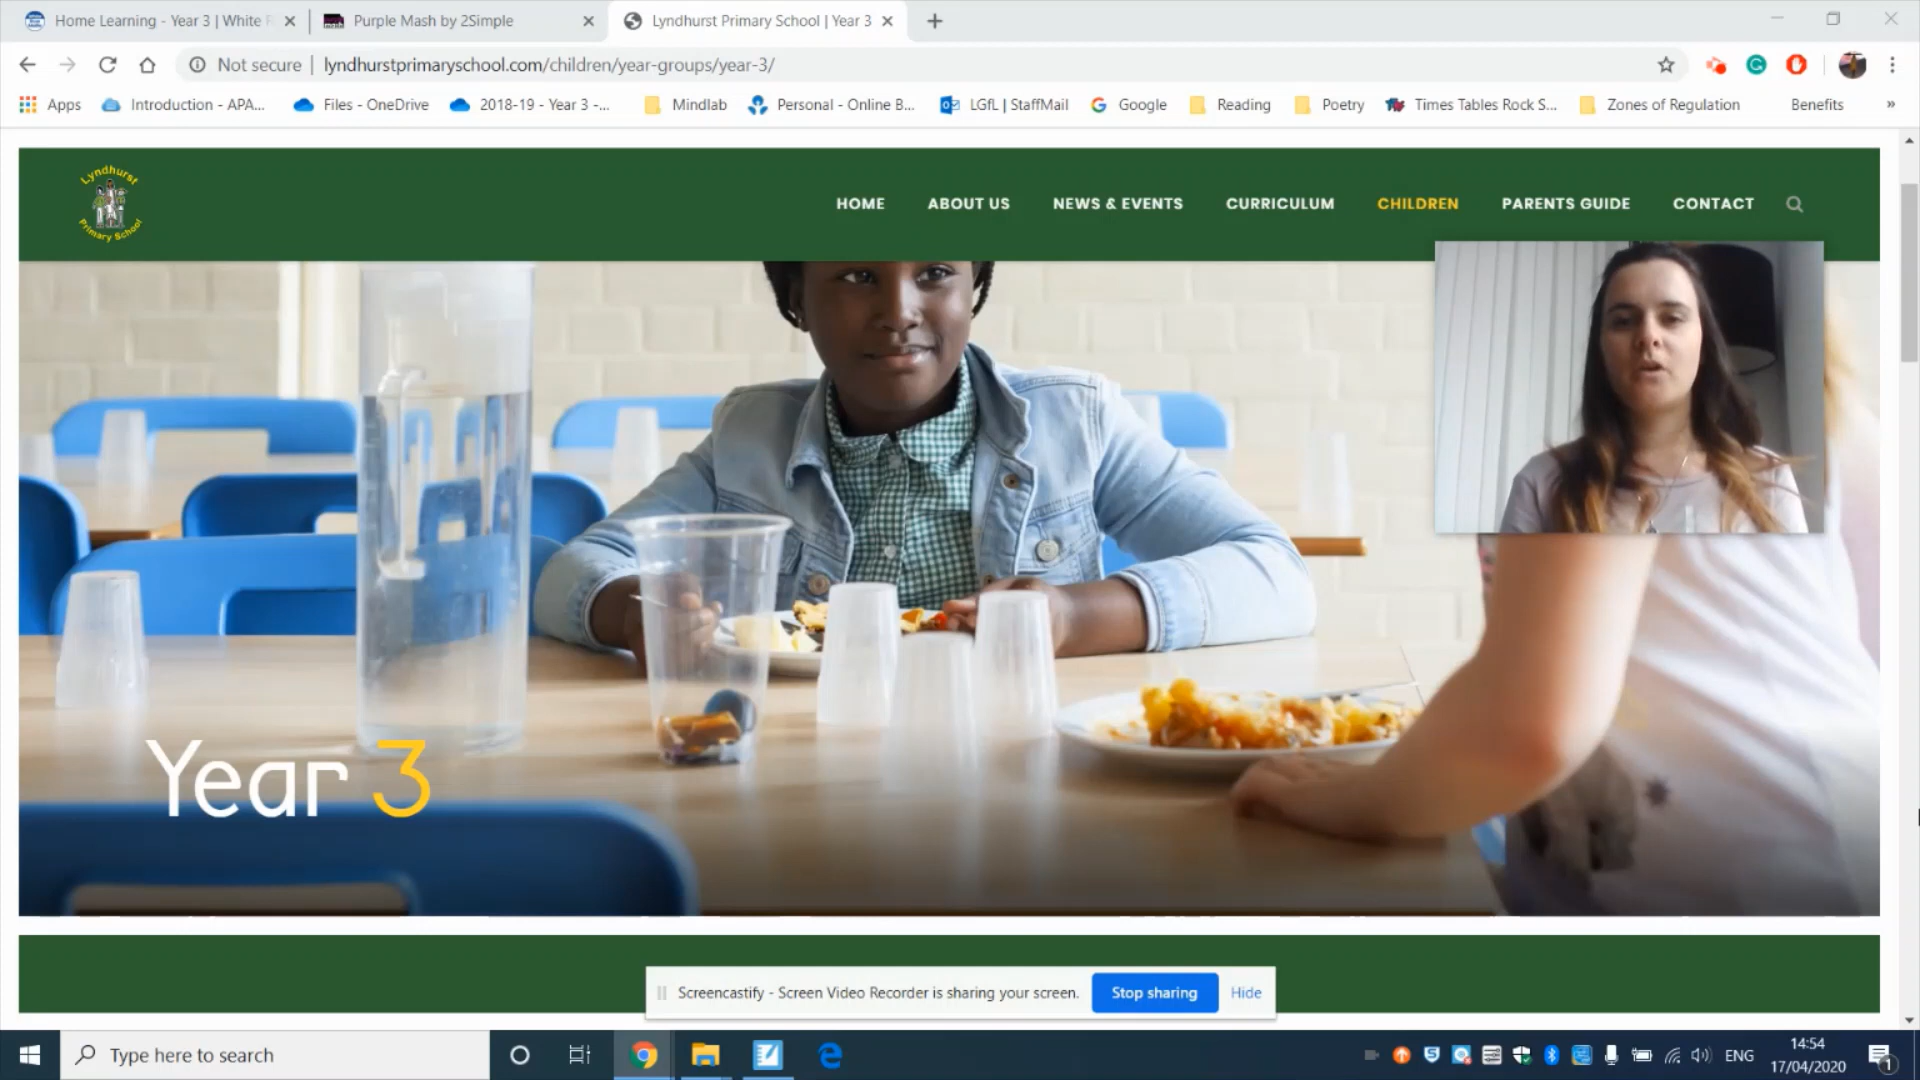 Home Learning - Year 3 | White R
Purple Mash by 2Simple
Lyndhurst Primary School | Year 3
Not secure | lyndhurstprimaryschool.com/children/year-groups/year-3/
Apps
Introduction - APA...
Files - OneDrive
2018-19 - Year 3 -...
Mindlab
Personal - Online B...
LGfL | StaffMail
Google
Reading
Poetry
Times Tables Rock S...
Zones of Regulation
Benefits
»
Lyndhurst
Primary School
HOME
ABOUT US
NEWS & EVENTS
CURRICULUM
CHILDREN
PARENTS GUIDE
CONTACT
Year 3
Screencastify - Screen Video Recorder is sharing your screen.
Stop sharing
Hide
Type here to search
ENG
14:54
17/04/2020
1